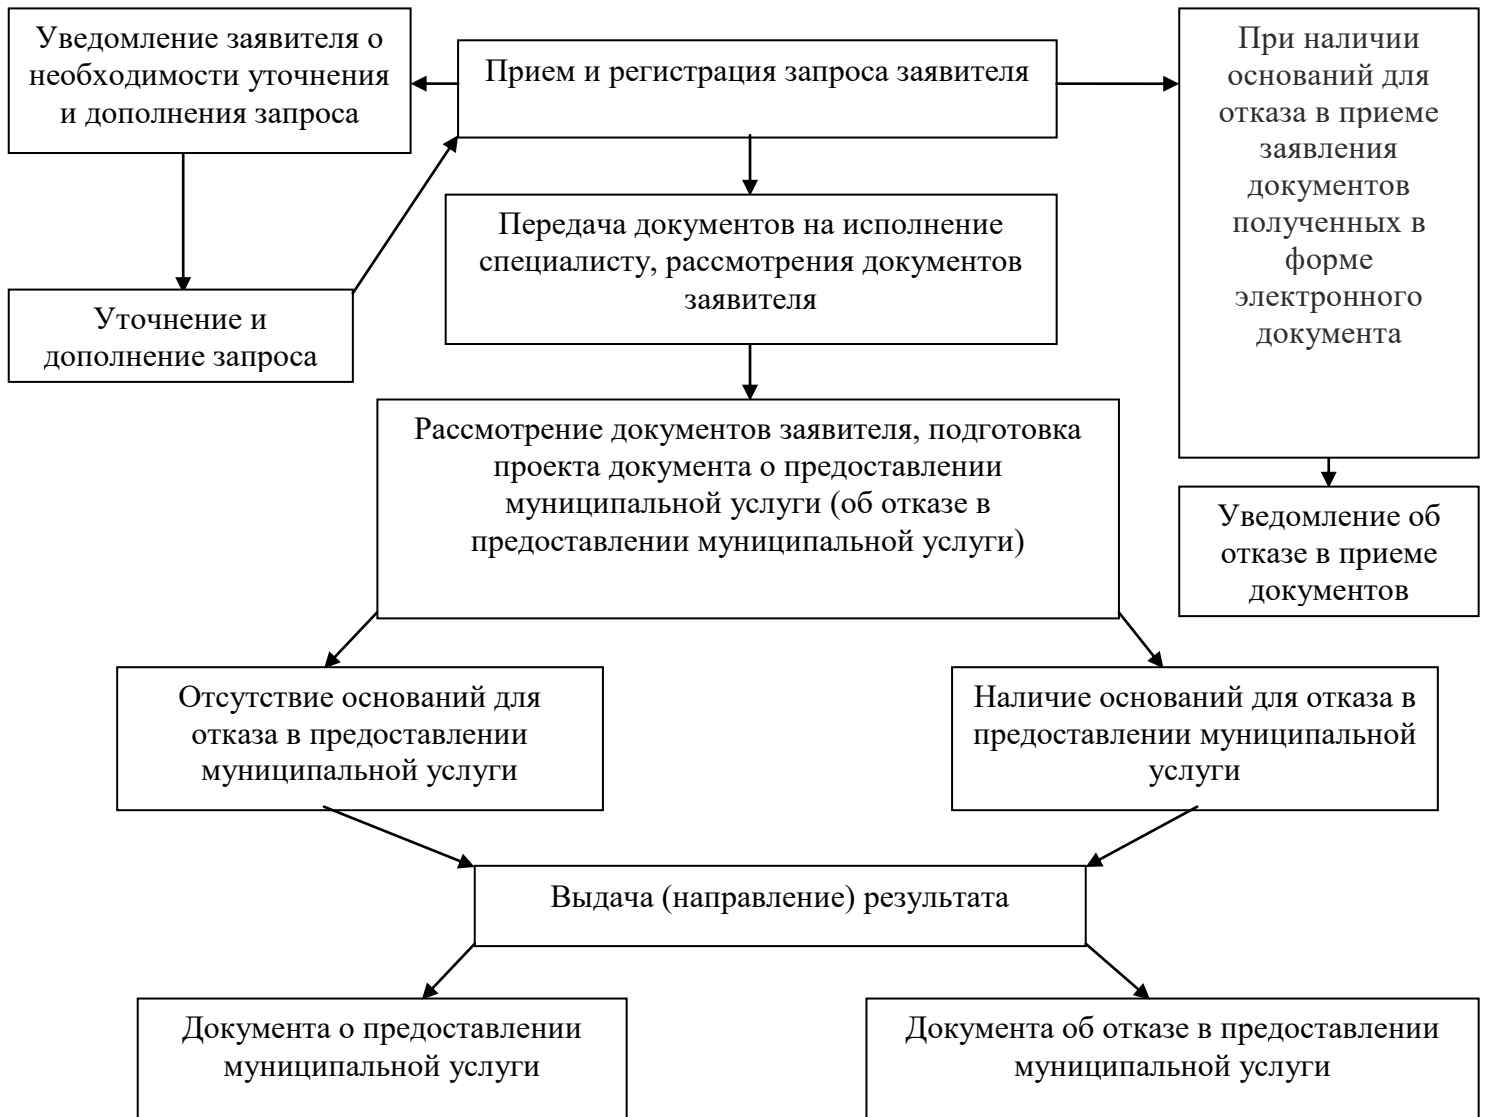 Уведомление заявителя о
необходимости уточнения
и дополнения запроса
Прием и регистрация запроса заявителя
При наличии
оснований для
отказа в приеме
заявления
документов
полученных в
форме
электронного
документа
Передача документов на исполнение
специалисту, рассмотрения документов
заявителя
Уточнение и
дополнение запроса
Рассмотрение документов заявителя, подготовка
проекта документа о предоставлении
муниципальной услуги (об отказе в
предоставлении муниципальной услуги)
Уведомление об
отказе в приеме
документов
Отсутствие оснований для
отказа в предоставлении
муниципальной услуги
Наличие оснований для отказа в
предоставлении муниципальной
услуги
Выдача (направление) результата
Документа о предоставлении
муниципальной услуги
Документа об отказе в предоставлении
муниципальной услуги